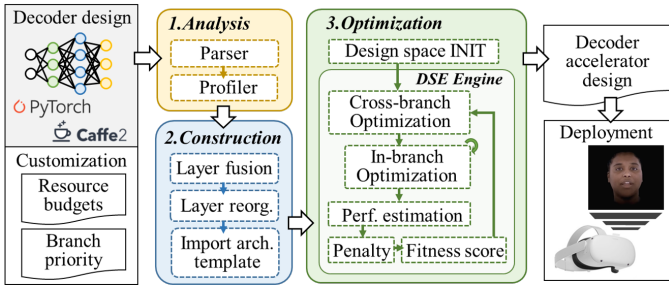 Decoder design
PyTorch
Caffe2
Customization
Resource
budgets
Branch
priority
1.Analysis
Parser
Profiler
2.Construction
Layer fusion
Layer reorg.
Import arch.
template
3.Optimization
Design space INIT
DSE Engine
Cross-branch
Optimization
In-branch
Optimization
Perf. estimation
Penalty
Fitness score
Decoder
accelerator
design
Deployment